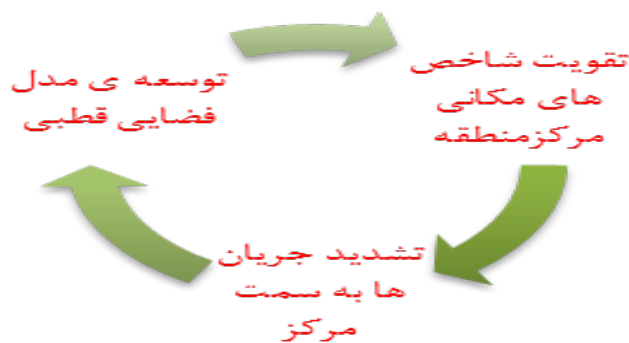 توسعه ی مدل
فضایی قطبی
تقویت شاخص
های مکانی
مرکزمنطقه
تشدید جریان
ها به سمت
مرکز